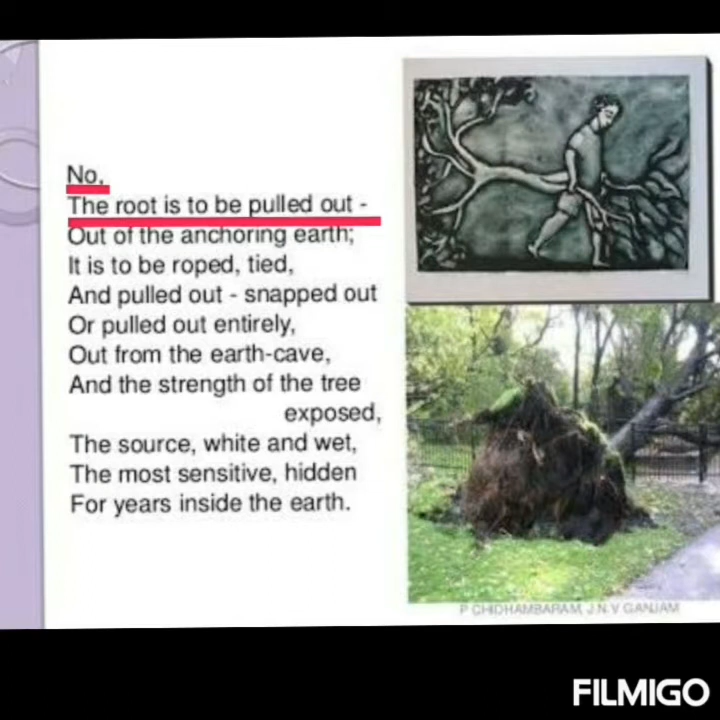 No,
The root is to be pulled out -
Out of the anchoring earth;
It is to be roped, tied,
And pulled out - snapped out
Or pulled out entirely,
Out from the earth-cave,
And the strength of the tree
exposed,
The source, white and wet,
The most sensitive, hidden
For years inside the earth.
P CHIDHAMBARAM, J.N.V GANJAM
FILMIGO